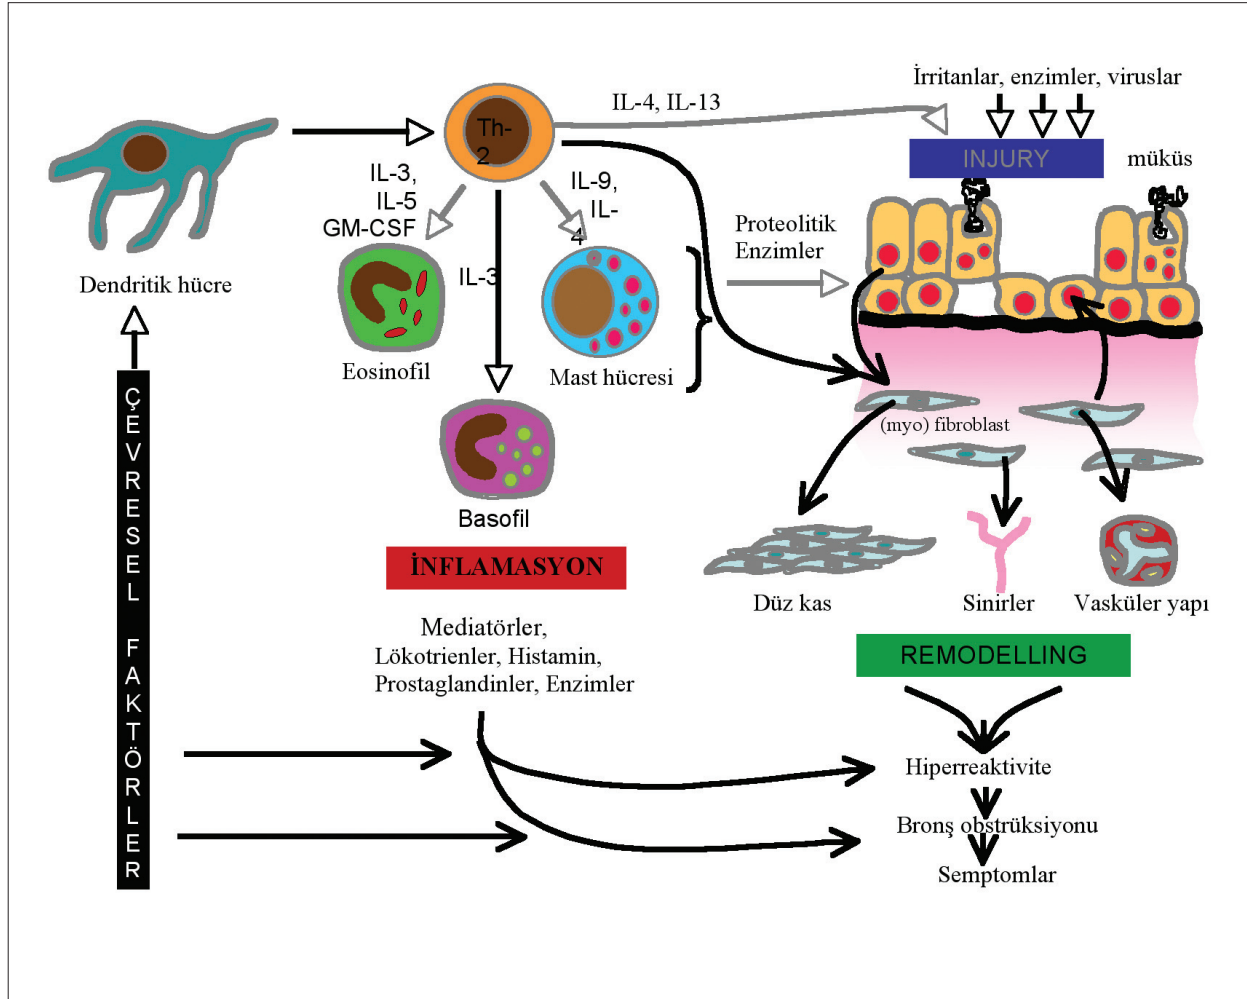 İrritanlar, enzimler, viruslar
IL-4, IL-13
Th-
2
INJURY
müküs
IL-3,
IL-5
GM-CSF
IL-9,
IL-
4
Proteolitik
Enzimler
Dendritik hücre
IL-3
Eosinofil
Mast hücresi
(myo) fibroblast
Basofil
ÇEVRESEL FAKTÖRLER
İNFLAMASYON
Düz kas
Sinirler
Vasküler yapı
Mediatörler,
Lökotrienler, Histamin,
Prostaglandinler, Enzimler
REMODELLING
Hiperreaktivite
Bronş obstrüksiyonu
Semptomlar